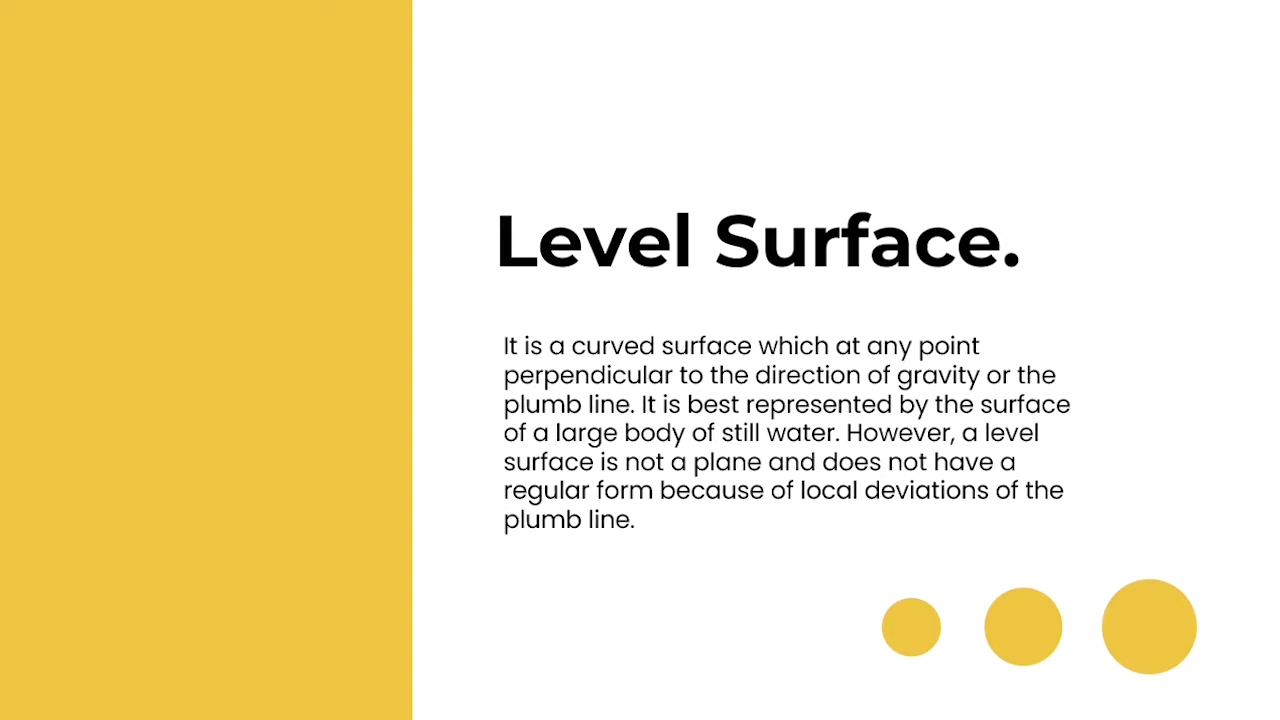 Level Surface.
It is a curved surface which at any point
perpendicular to the direction of gravity or the
plumb line. It is best represented by the surface
of a large body of still water. However, a level
surface is not a plane and does not have a
regular form because of local deviations of the
plumb line.